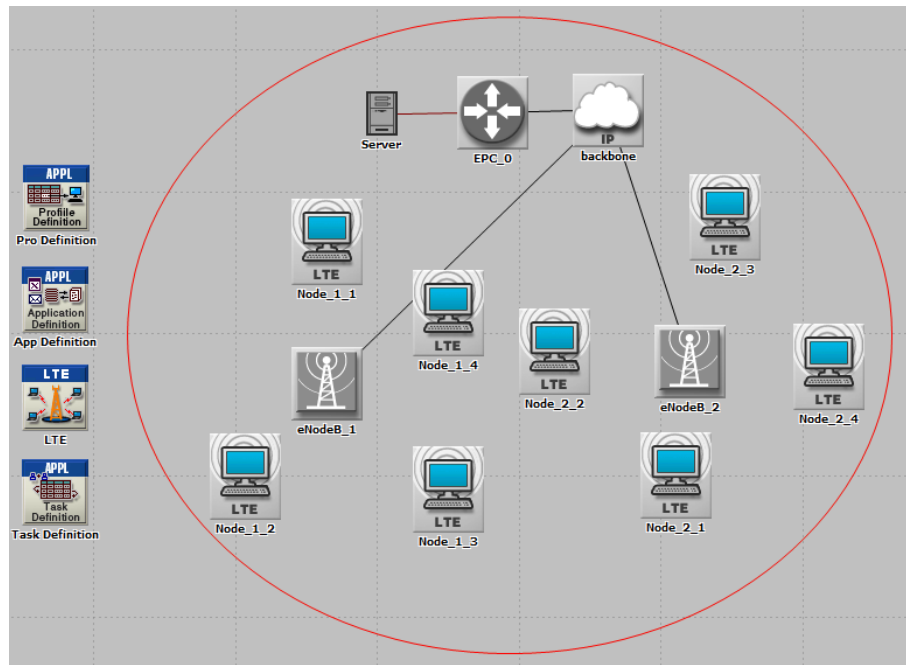 Server
EPC_0
IP
backbone
APPL
Profile
Definition
Pro Definition
LTE
Node_1_1
LTE
Node_2_3
APPL
Application
Definition
App Definition
LTE
Node_1_4
LTE
Node_2_2
eNodeB_1
eNodeB_2
LTE
Node_2_4
LTE
LTE
APPL
Task
Definition
Task Definition
LTE
Node_1_2
LTE
Node_1_3
LTE
Node_2_1